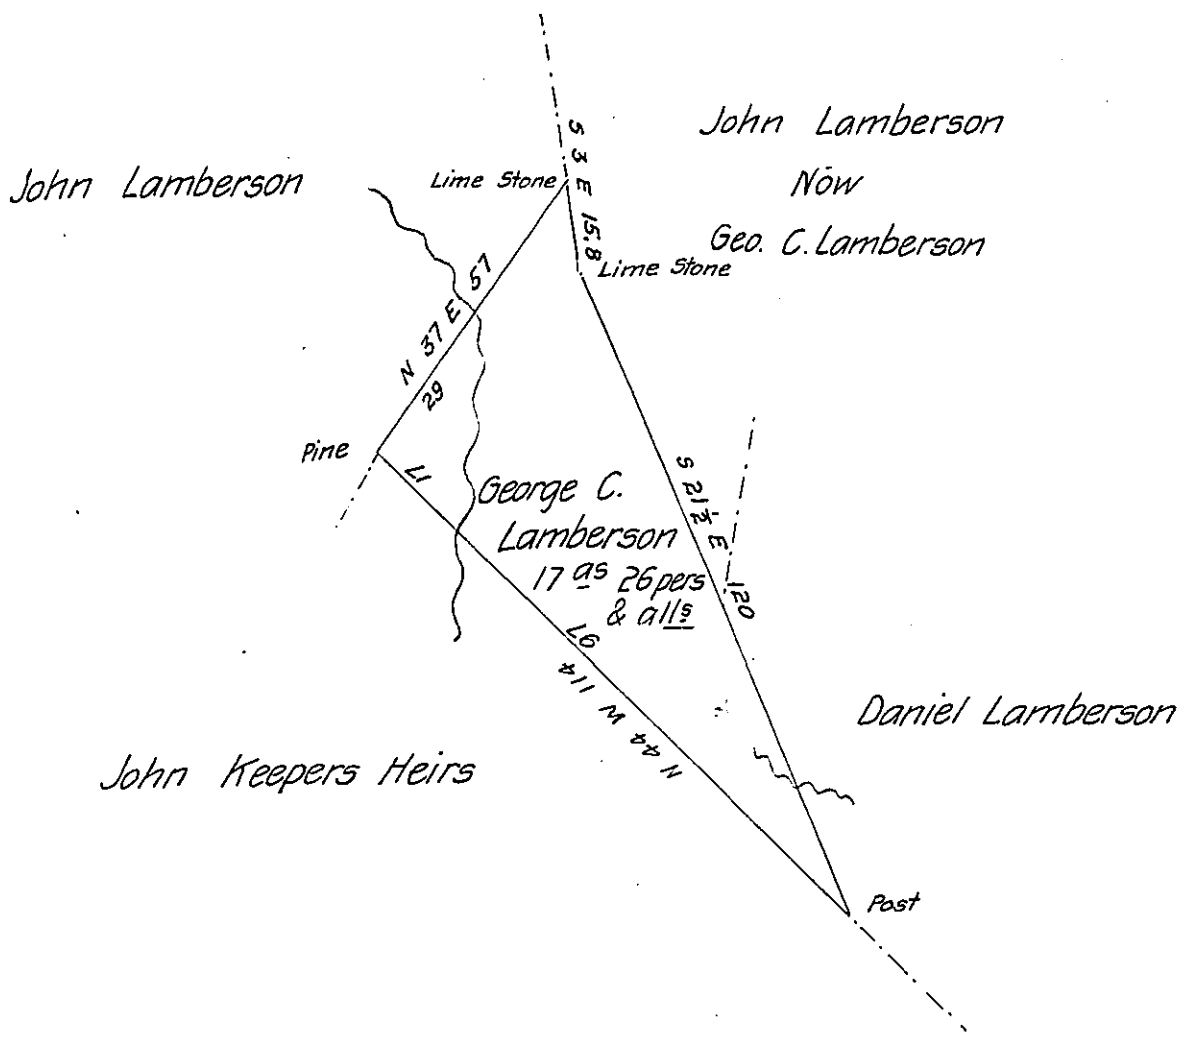 John Lamberson
Now
Geo. C. Lamberson
John Lamberson
Lime Stone
S 3 E 15.8
Lime Stone
N 37 E 57
29
Pine
17
George C.
Lamberson
17 as 26 pers
& alls
S 21½ E 120
97
N 44 W 114
Daniel Lamberson
John Keepers Heirs
Post